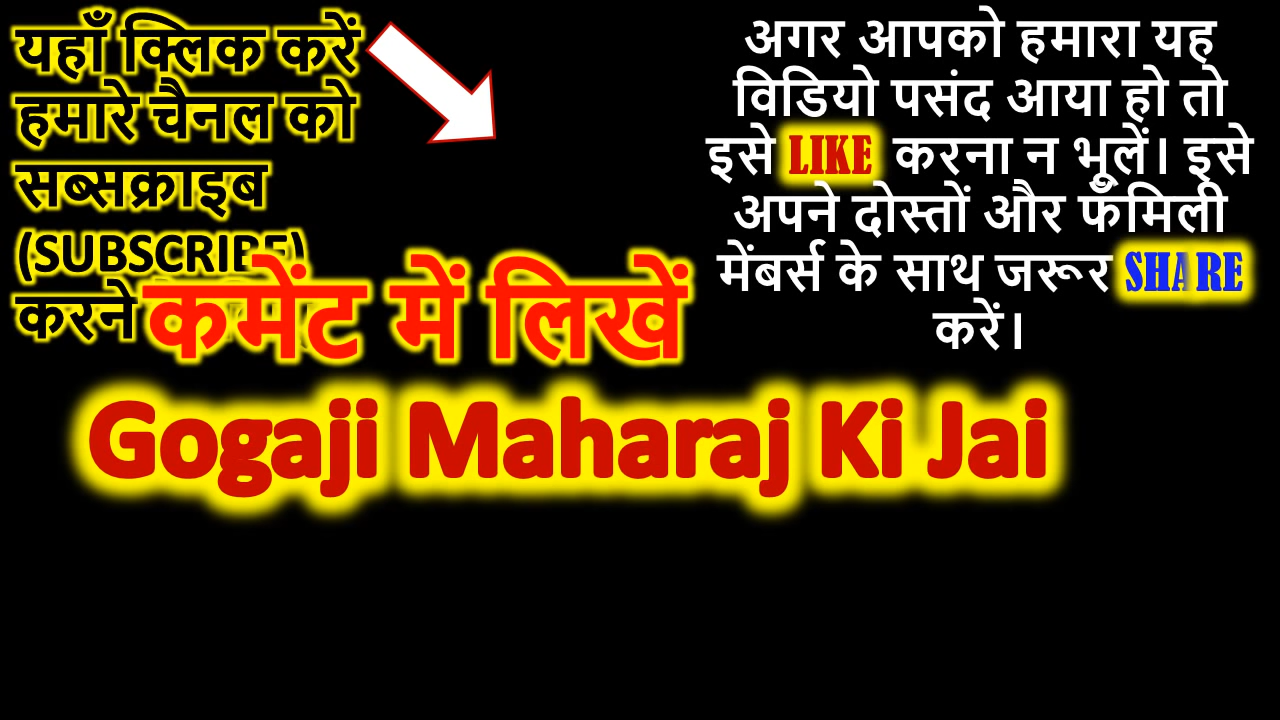 यहाँ क्लिक करें
हमारे चैनल को
सब्सक्राइब
(SUBSCRIBE)
करने
अगर आपको हमारा यह
विडियो पसंद आया हो तो
इसे LIKE करना न भूलें। इसे
अपने दोस्तों और फॅमिली
मेंबर्स के साथ जरूर SHARE
करें।
कमेंट में लिखें
Gogaji Maharaj Ki Jai